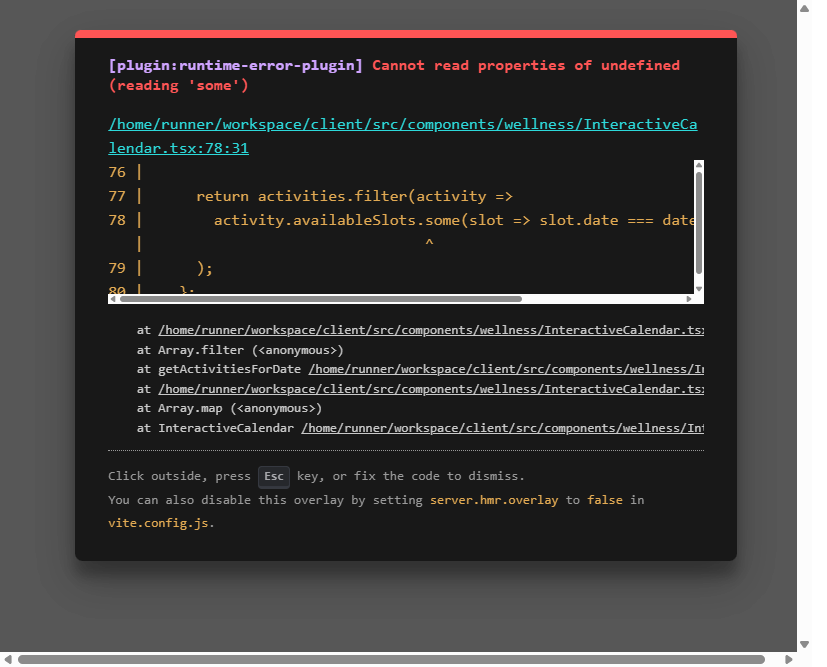 [plugin:runtime-error-plugin] Cannot read properties of undefined
(reading 'some')
/home/runner/workspace/client/src/components/wellness/InteractiveCa
lendar.tsx:78:31
76 |
77 |      return activities.filter(activity =>
78 |        activity.availableSlots.some(slot => slot.date === date
   |                                ^
79 |      );
80 |    };
at /home/runner/workspace/client/src/components/wellness/InteractiveCalendar.tsx
at Array.filter (<anonymous>)
at getActivitiesForDate /home/runner/workspace/client/src/components/wellness/In
at /home/runner/workspace/client/src/components/wellness/InteractiveCalendar.tsx
at Array.map (<anonymous>)
at InteractiveCalendar /home/runner/workspace/client/src/components/wellness/Int
Click outside, press Esc key, or fix the code to dismiss.
You can also disable this overlay by setting server.hmr.overlay to false in
vite.config.js.